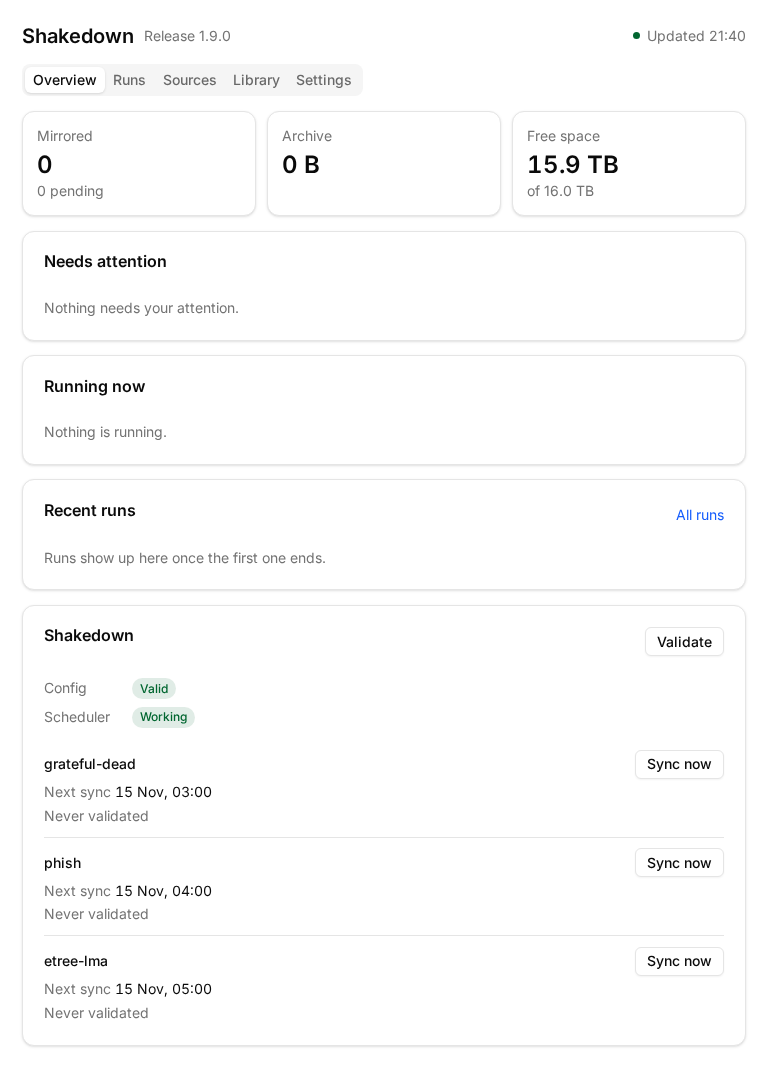 Shakedown Release 1.9.0 Updated 21:40
Overview Runs Sources Library Settings
Mirrored
0
0 pending
Archive
0 B
Free space
15.9 TB
of 16.0 TB
Needs attention
Nothing needs your attention.
Running now
Nothing is running.
Recent runs All runs
Runs show up here once the first one ends.
Shakedown Validate
Config Valid
Scheduler Working
grateful-dead Sync now
Next sync 15 Nov, 03:00
Never validated
phish Sync now
Next sync 15 Nov, 04:00
Never validated
etree-lma Sync now
Next sync 15 Nov, 05:00
Never validated